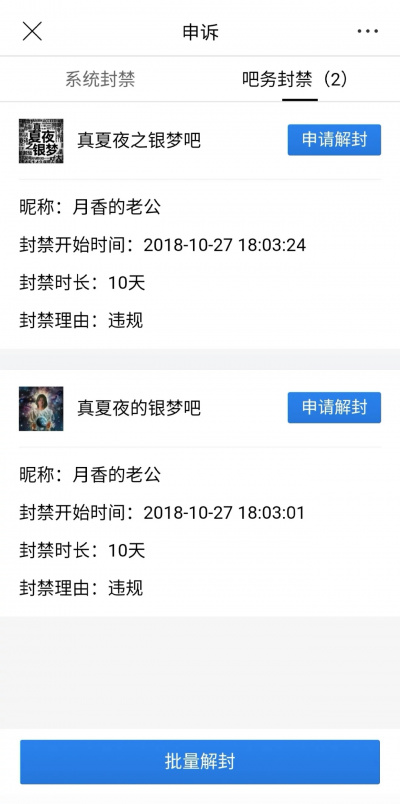 申诉
系统封禁
吧务封禁（2）
真夏夜之银梦
真夏夜之银梦吧
申请解封
昵称：月香的老公
封禁开始时间：2018-10-27 18:03:24
封禁时长：10天
封禁理由：违规
真夏夜的银梦吧
申请解封
昵称：月香的老公
封禁开始时间：2018-10-27 18:03:01
封禁时长：10天
封禁理由：违规
批量解封